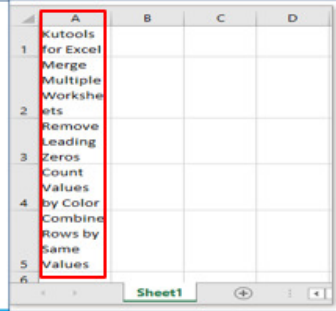 A B C D
Kutools
1 for Excel
Merge
Multiple
Workshe
2 ets
Remove
Leading
3 Zeros
Count
Values
4 by Color
Combine
Rows by
Same
5 Values
6
Sheet1